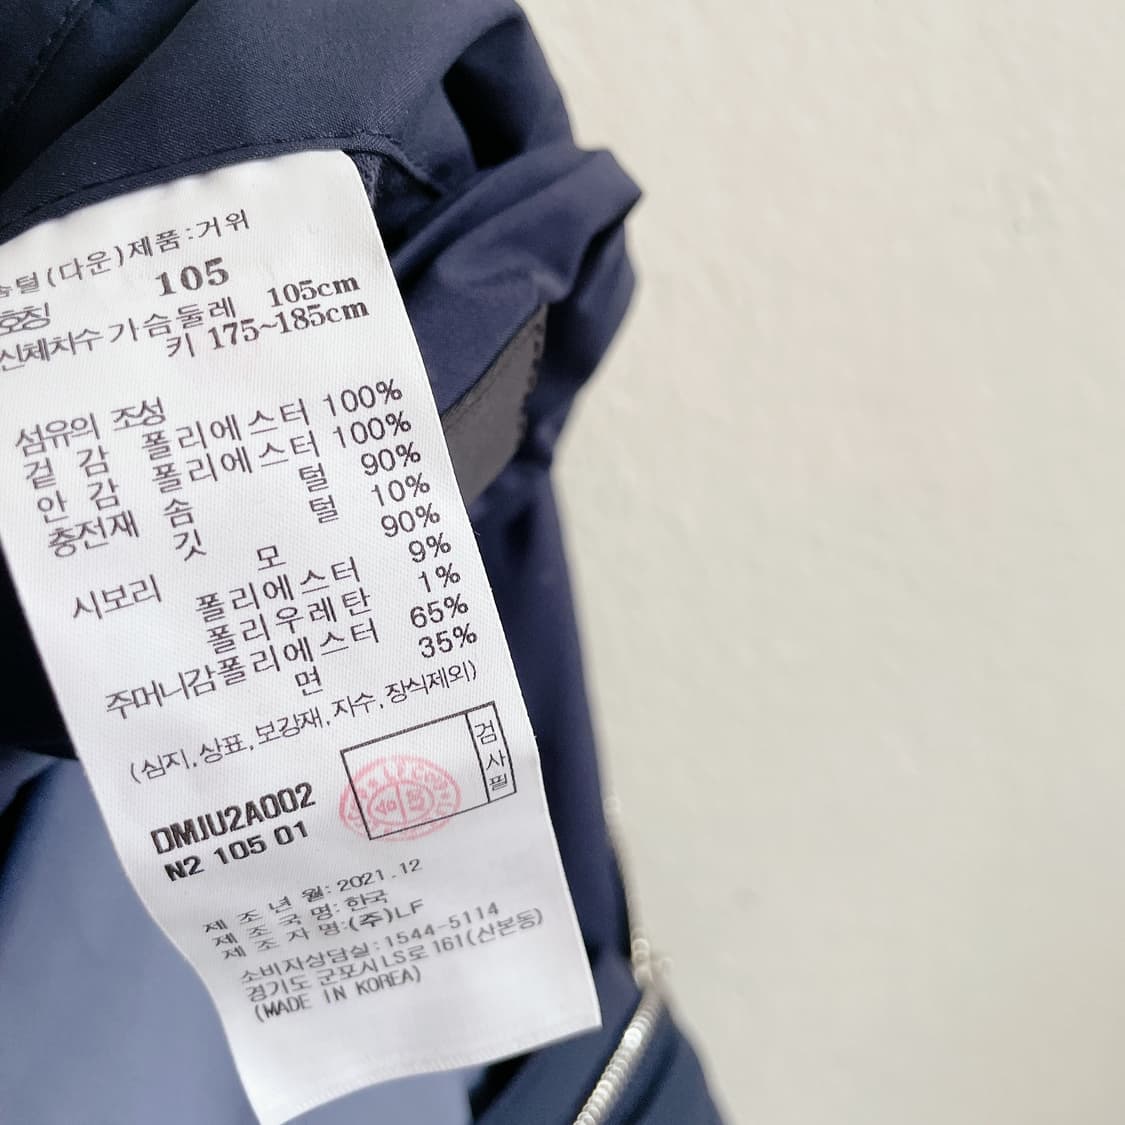 솜털(다운)제품:거위
호칭 105
신체치수 가슴둘레 105cm
키 175~185cm
섬유의 조성
겉 감 폴리에스터 100%
안 감 폴리에스터 100%
충전재 솜 털 90%
깃 털 10%
시보리 모 90%
폴리에스터 9%
폴리우레탄 1%
주머니감폴리에스터 65%
면 35%
(심지,상표,보강재,자수,장식제외)
검사필
DMJU2A002
N2 105 01
제 조 년 월: 2021.12
제 조 국 명: 한국
제 조 자 명:(주)LF
소비자상담실:1544-5114
경기도 군포시LS로161(산본동)
(MADE IN KOREA)